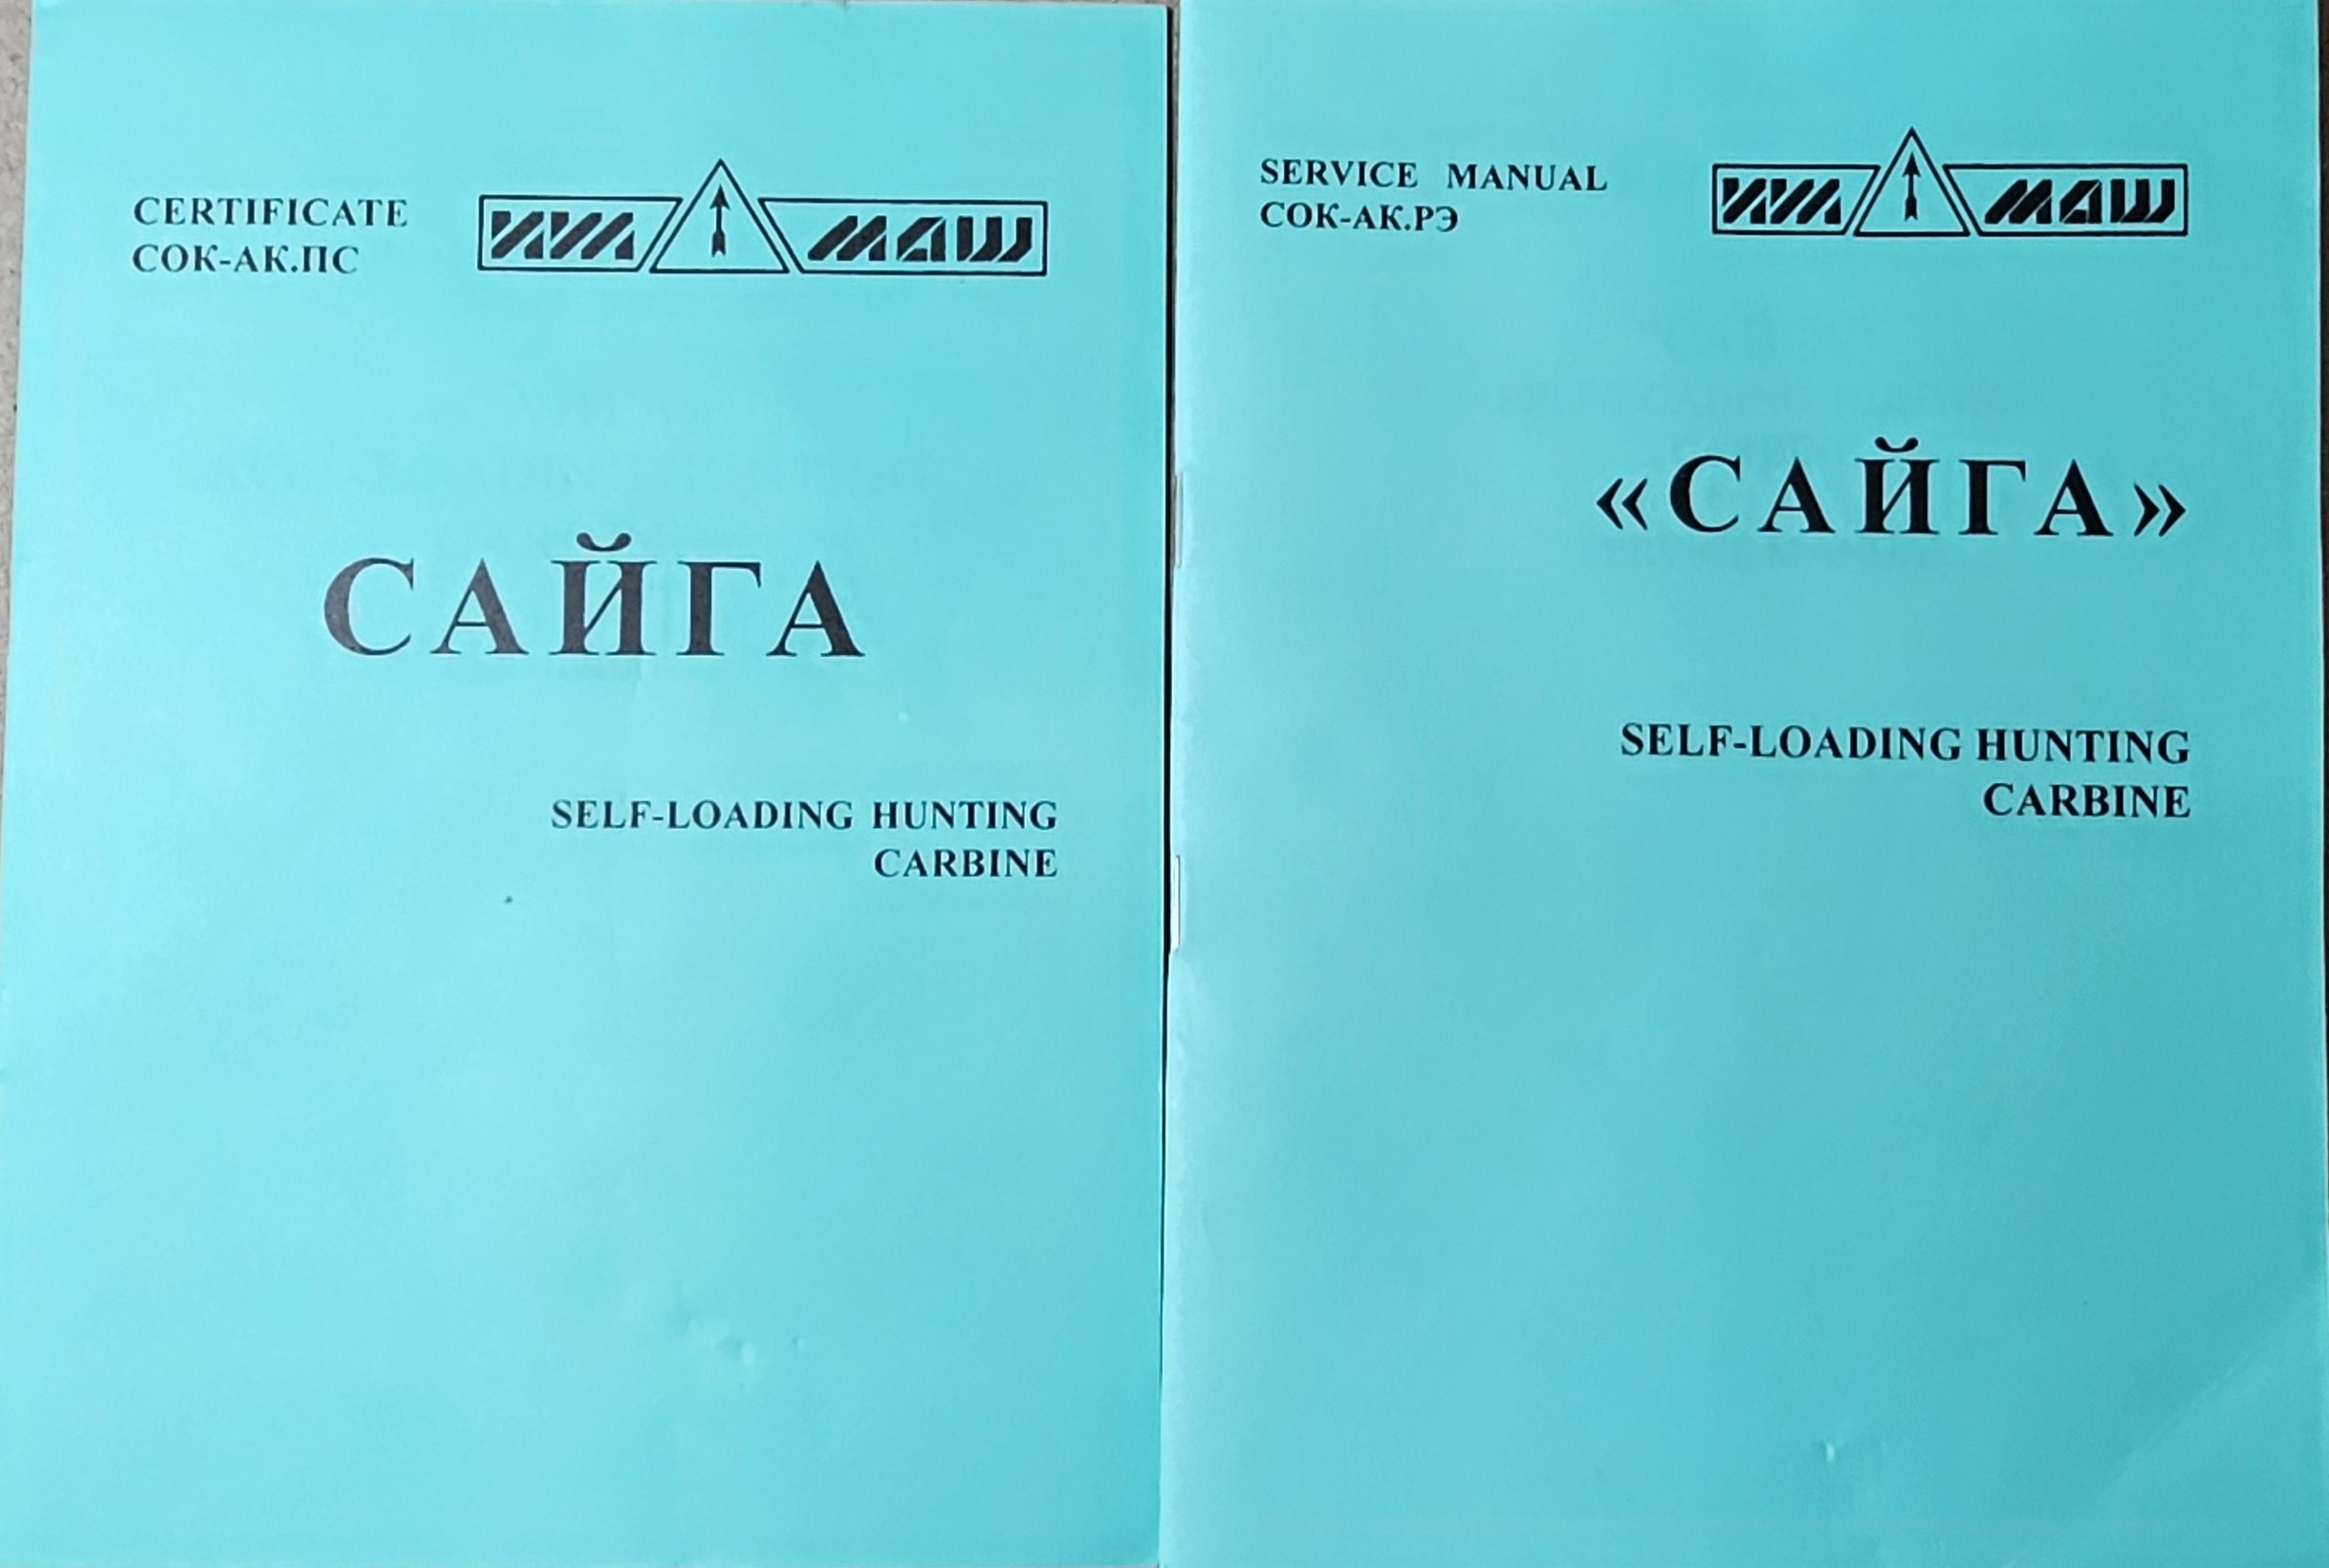 CERTIFICATE
СОК-АК.ПС
ИЖ МАШ
САЙГА
SELF-LOADING HUNTING
CARBINE
SERVICE MANUAL
СОК-АК.РЭ
ИЖ МАШ
«САЙГА»
SELF-LOADING HUNTING
CARBINE